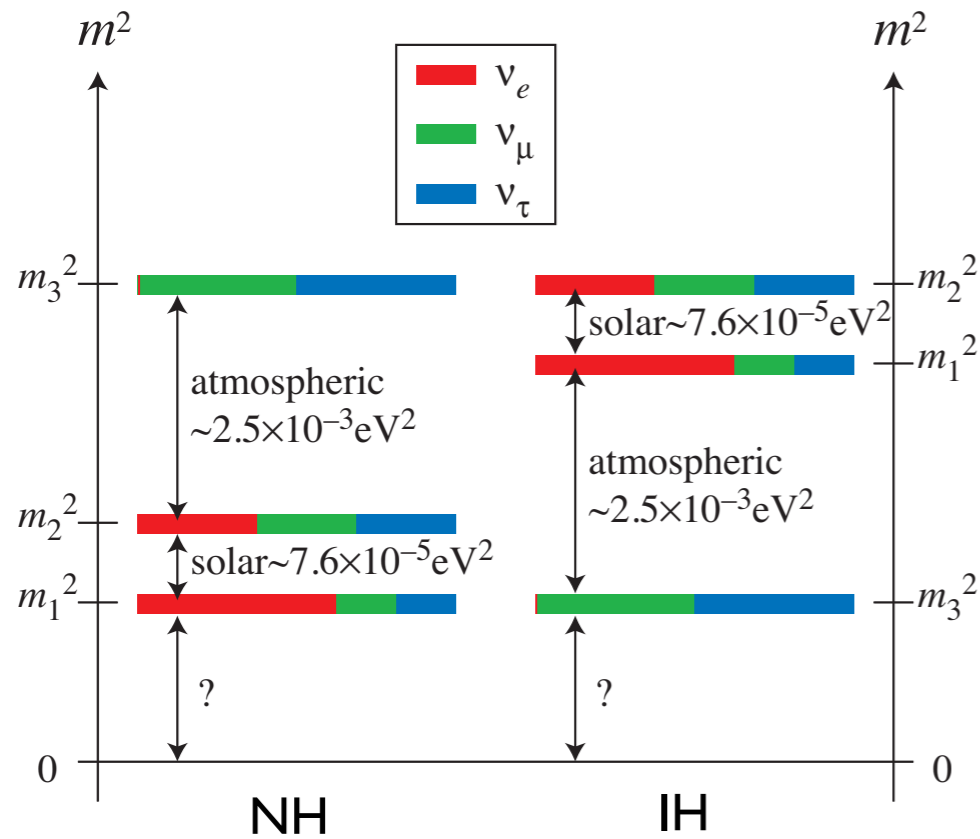 m² m²
νₑ
ν_μ
ν_τ
m₃² m₂²
solar~7.6×10⁻⁵eV²
m₁²
atmospheric
~2.5×10⁻³eV²
atmospheric
~2.5×10⁻³eV²
m₂²
solar~7.6×10⁻⁵eV²
m₁² m₃²
? ?
0 0
NH IH